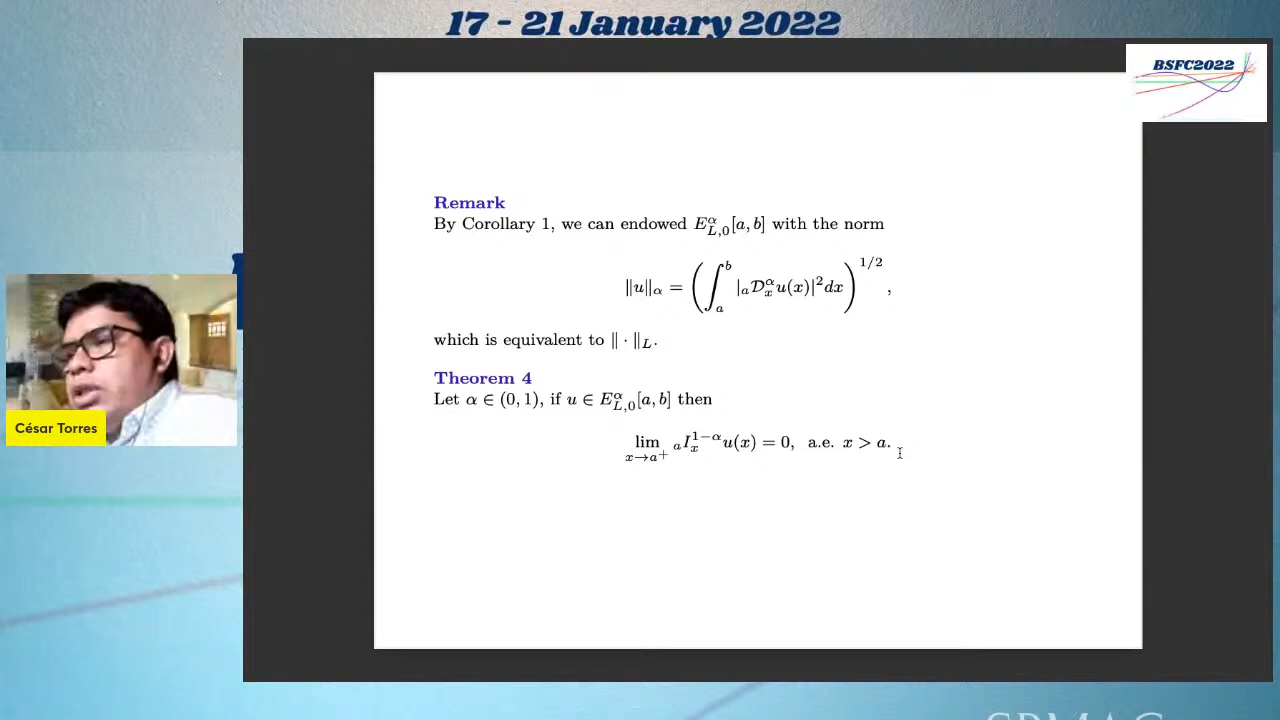 17 - 21 January 2022
BSFC2022
Remark
By Corollary 1, we can endowed $E^{\alpha}_{L,0}[a, b]$ with the norm
$\|u\|_{\alpha} = \left( \int_a^b |{}_a\mathcal{D}^{\alpha}_x u(x)|^2 dx \right)^{1/2},$
which is equivalent to $\| \cdot \|_L$.
Theorem 4
Let $\alpha \in (0, 1)$, if $u \in E^{\alpha}_{L,0}[a, b]$ then
$\lim_{x \to a^+} {}_aI^{1-\alpha}_x u(x) = 0,$ a.e. $x > a.$
César Torres